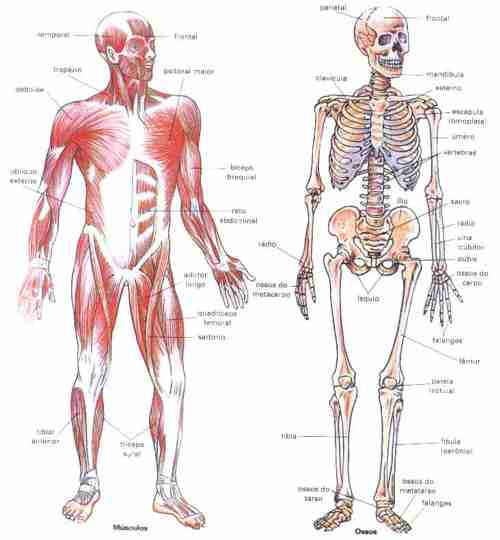 temporal
frontal
trapézio
peitoral maior
deltoide
oblíquo
externo
bíceps
braquial
reto
abdominal
adutor
longo
quadríceps
femoral
sartório
tibial
anterior
tríceps
sural
Músculos
parietal
frontal
mandíbula
clavícula
esterno
escápula
(omoplata)
úmero
vértebras
ílio
sacro
rádio
rádio
ulna
(cúbito)
púbis
ossos do
metacarpo
ossos do
carpo
ísquio
falanges
fêmur
patela
(rótula)
tíbia
fíbula
(perônio)
ossos do
tarso
ossos do
metatarso
falanges
Ossos